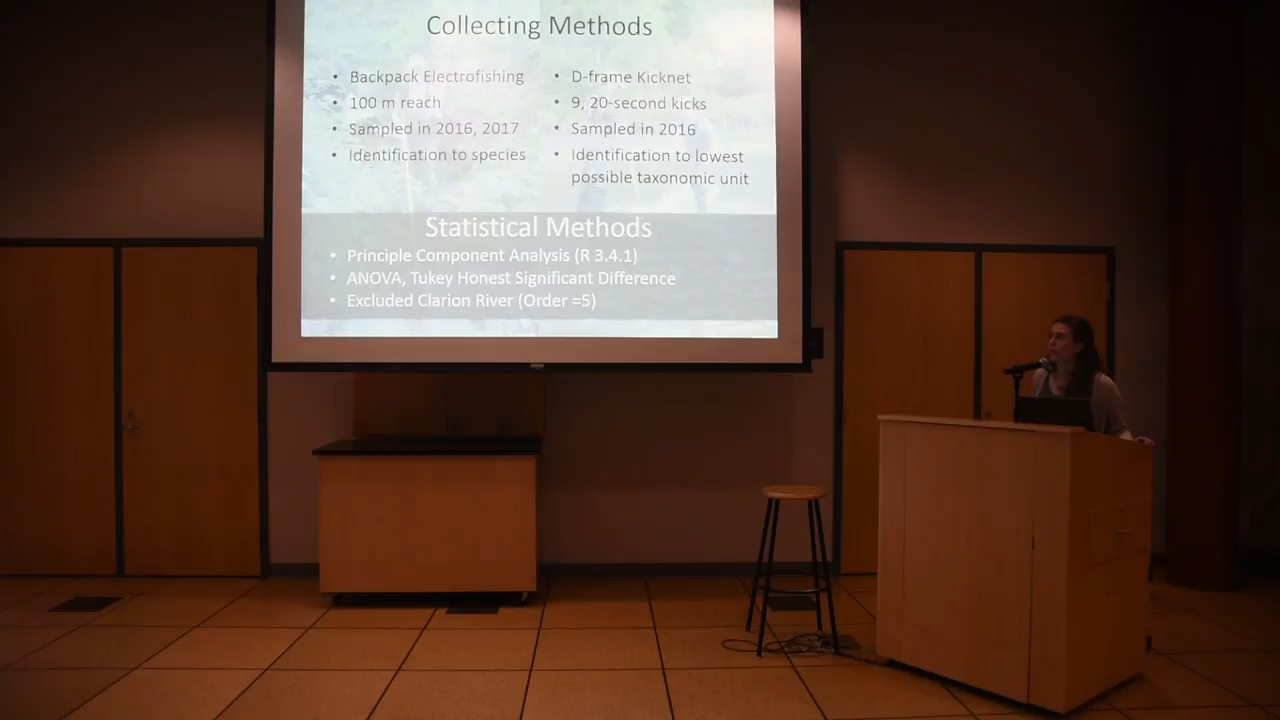 Collecting Methods
• Backpack Electrofishing
• 100 m reach
• Sampled in 2016, 2017
• Identification to species
• D-frame Kicknet
• 9, 20-second kicks
• Sampled in 2016
• Identification to lowest
possible taxonomic unit
Statistical Methods
• Principle Component Analysis (R 3.4.1)
• ANOVA, Tukey Honest Significant Difference
• Excluded Clarion River (Order =5)